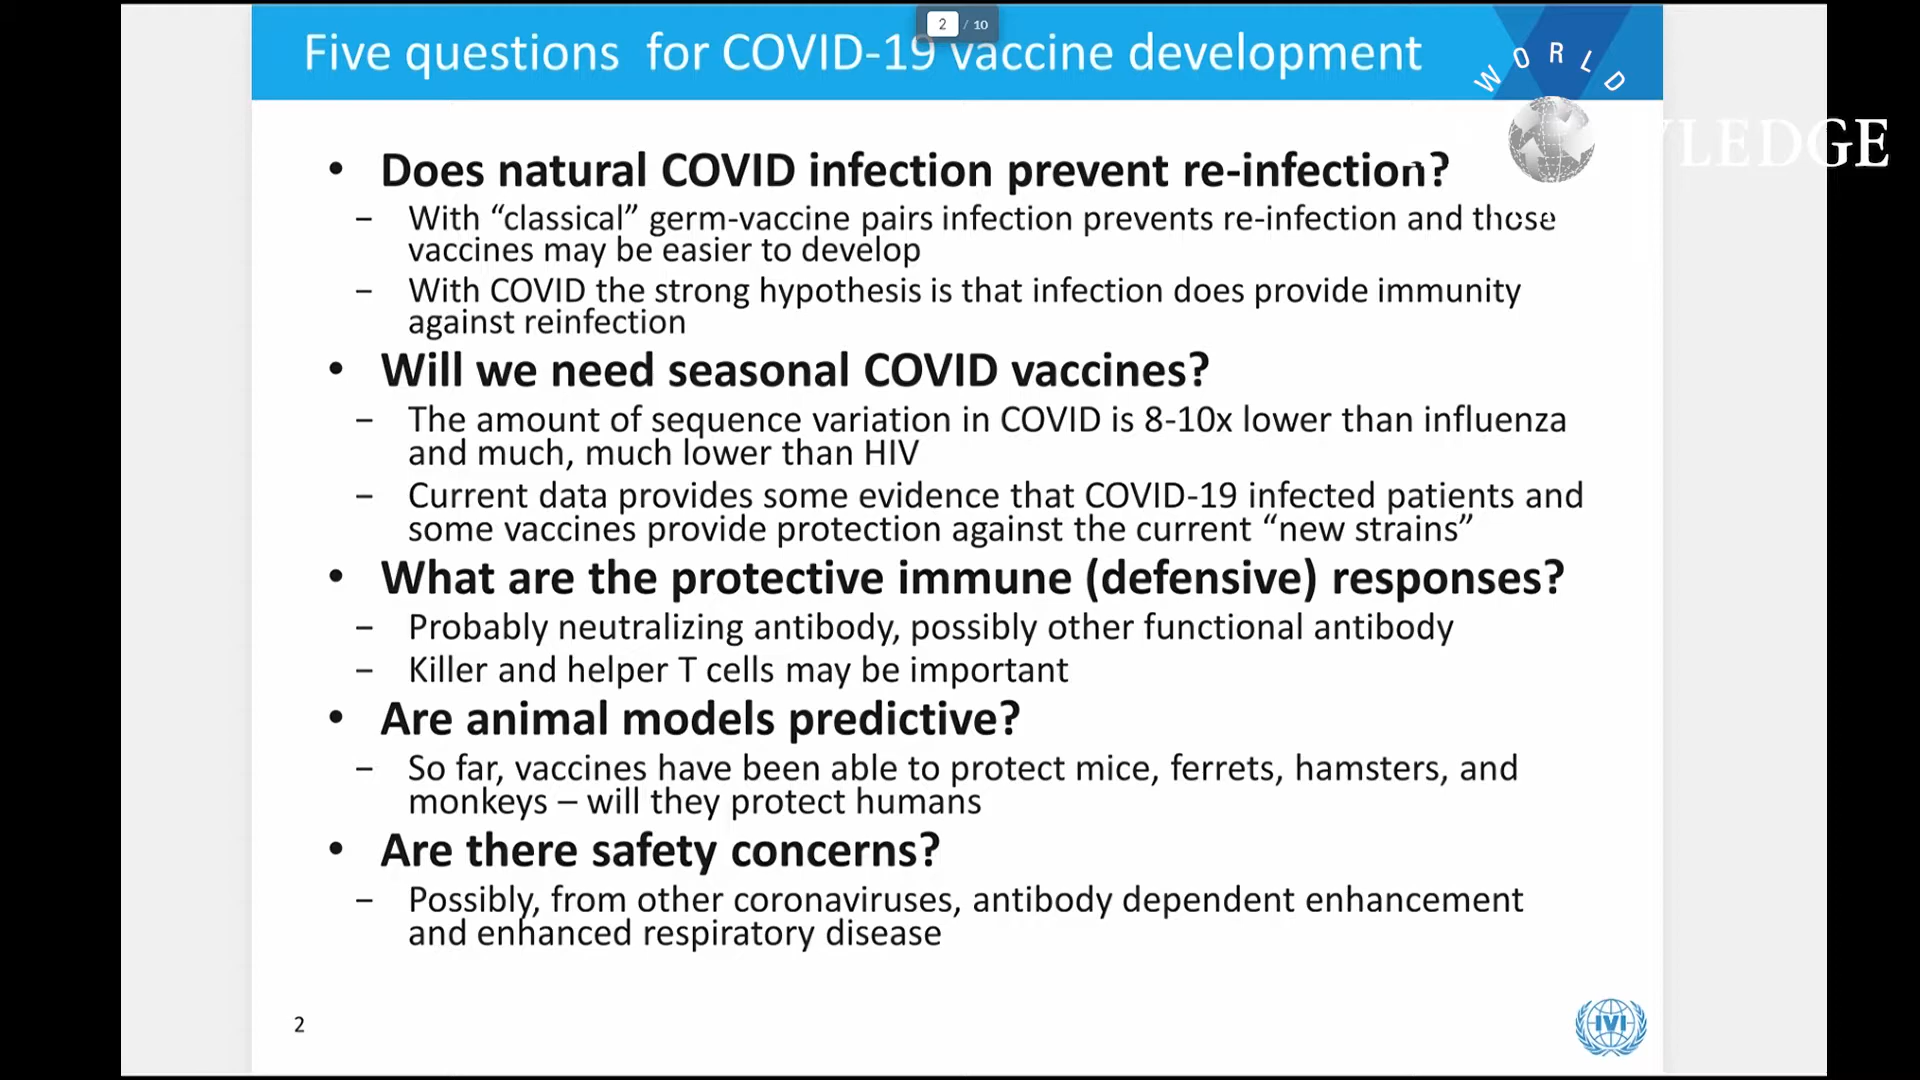 2 / 10
Five questions for COVID-19 vaccine development
WORLD
LEDGE
• Does natural COVID infection prevent re-infection?
– With “classical” germ-vaccine pairs infection prevents re-infection and those
vaccines may be easier to develop
– With COVID the strong hypothesis is that infection does provide immunity
against reinfection
• Will we need seasonal COVID vaccines?
– The amount of sequence variation in COVID is 8-10x lower than influenza
and much, much lower than HIV
– Current data provides some evidence that COVID-19 infected patients and
some vaccines provide protection against the current “new strains”
• What are the protective immune (defensive) responses?
– Probably neutralizing antibody, possibly other functional antibody
– Killer and helper T cells may be important
• Are animal models predictive?
– So far, vaccines have been able to protect mice, ferrets, hamsters, and
monkeys – will they protect humans
• Are there safety concerns?
– Possibly, from other coronaviruses, antibody dependent enhancement
and enhanced respiratory disease
2
IVI